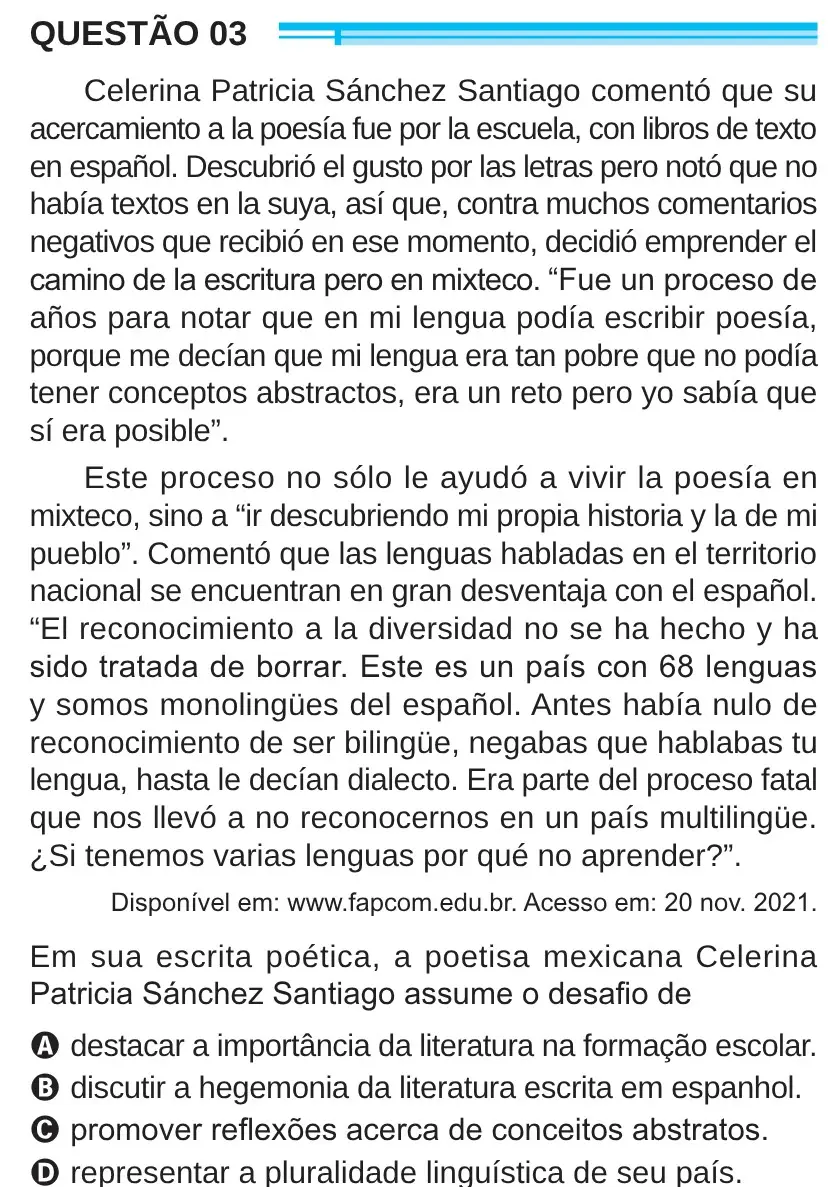 QUESTÃO 03
Celerina Patricia Sánchez Santiago comentó que su
acercamiento a la poesía fue por la escuela, con libros de texto
en español. Descubrió el gusto por las letras pero notó que no
había textos en la suya, así que, contra muchos comentarios
negativos que recibió en ese momento, decidió emprender el
camino de la escritura pero en mixteco. “Fue un proceso de
años para notar que en mi lengua podía escribir poesía,
porque me decían que mi lengua era tan pobre que no podía
tener conceptos abstractos, era un reto pero yo sabía que
sí era posible”.
Este proceso no sólo le ayudó a vivir la poesía en
mixteco, sino a “ir descubriendo mi propia historia y la de mi
pueblo”. Comentó que las lenguas habladas en el territorio
nacional se encuentran en gran desventaja con el español.
“El reconocimiento a la diversidad no se ha hecho y ha
sido tratada de borrar. Este es un país con 68 lenguas
y somos monolingües del español. Antes había nulo de
reconocimiento de ser bilingüe, negabas que hablabas tu
lengua, hasta le decían dialecto. Era parte del proceso fatal
que nos llevó a no reconocernos en un país multilingüe.
¿Si tenemos varias lenguas por qué no aprender?”.
Disponível em: www.fapcom.edu.br. Acesso em: 20 nov. 2021.
Em sua escrita poética, a poetisa mexicana Celerina
Patricia Sánchez Santiago assume o desafio de
A destacar a importância da literatura na formação escolar.
B discutir a hegemonia da literatura escrita em espanhol.
C promover reflexões acerca de conceitos abstratos.
D representar a pluralidade linguística de seu país.